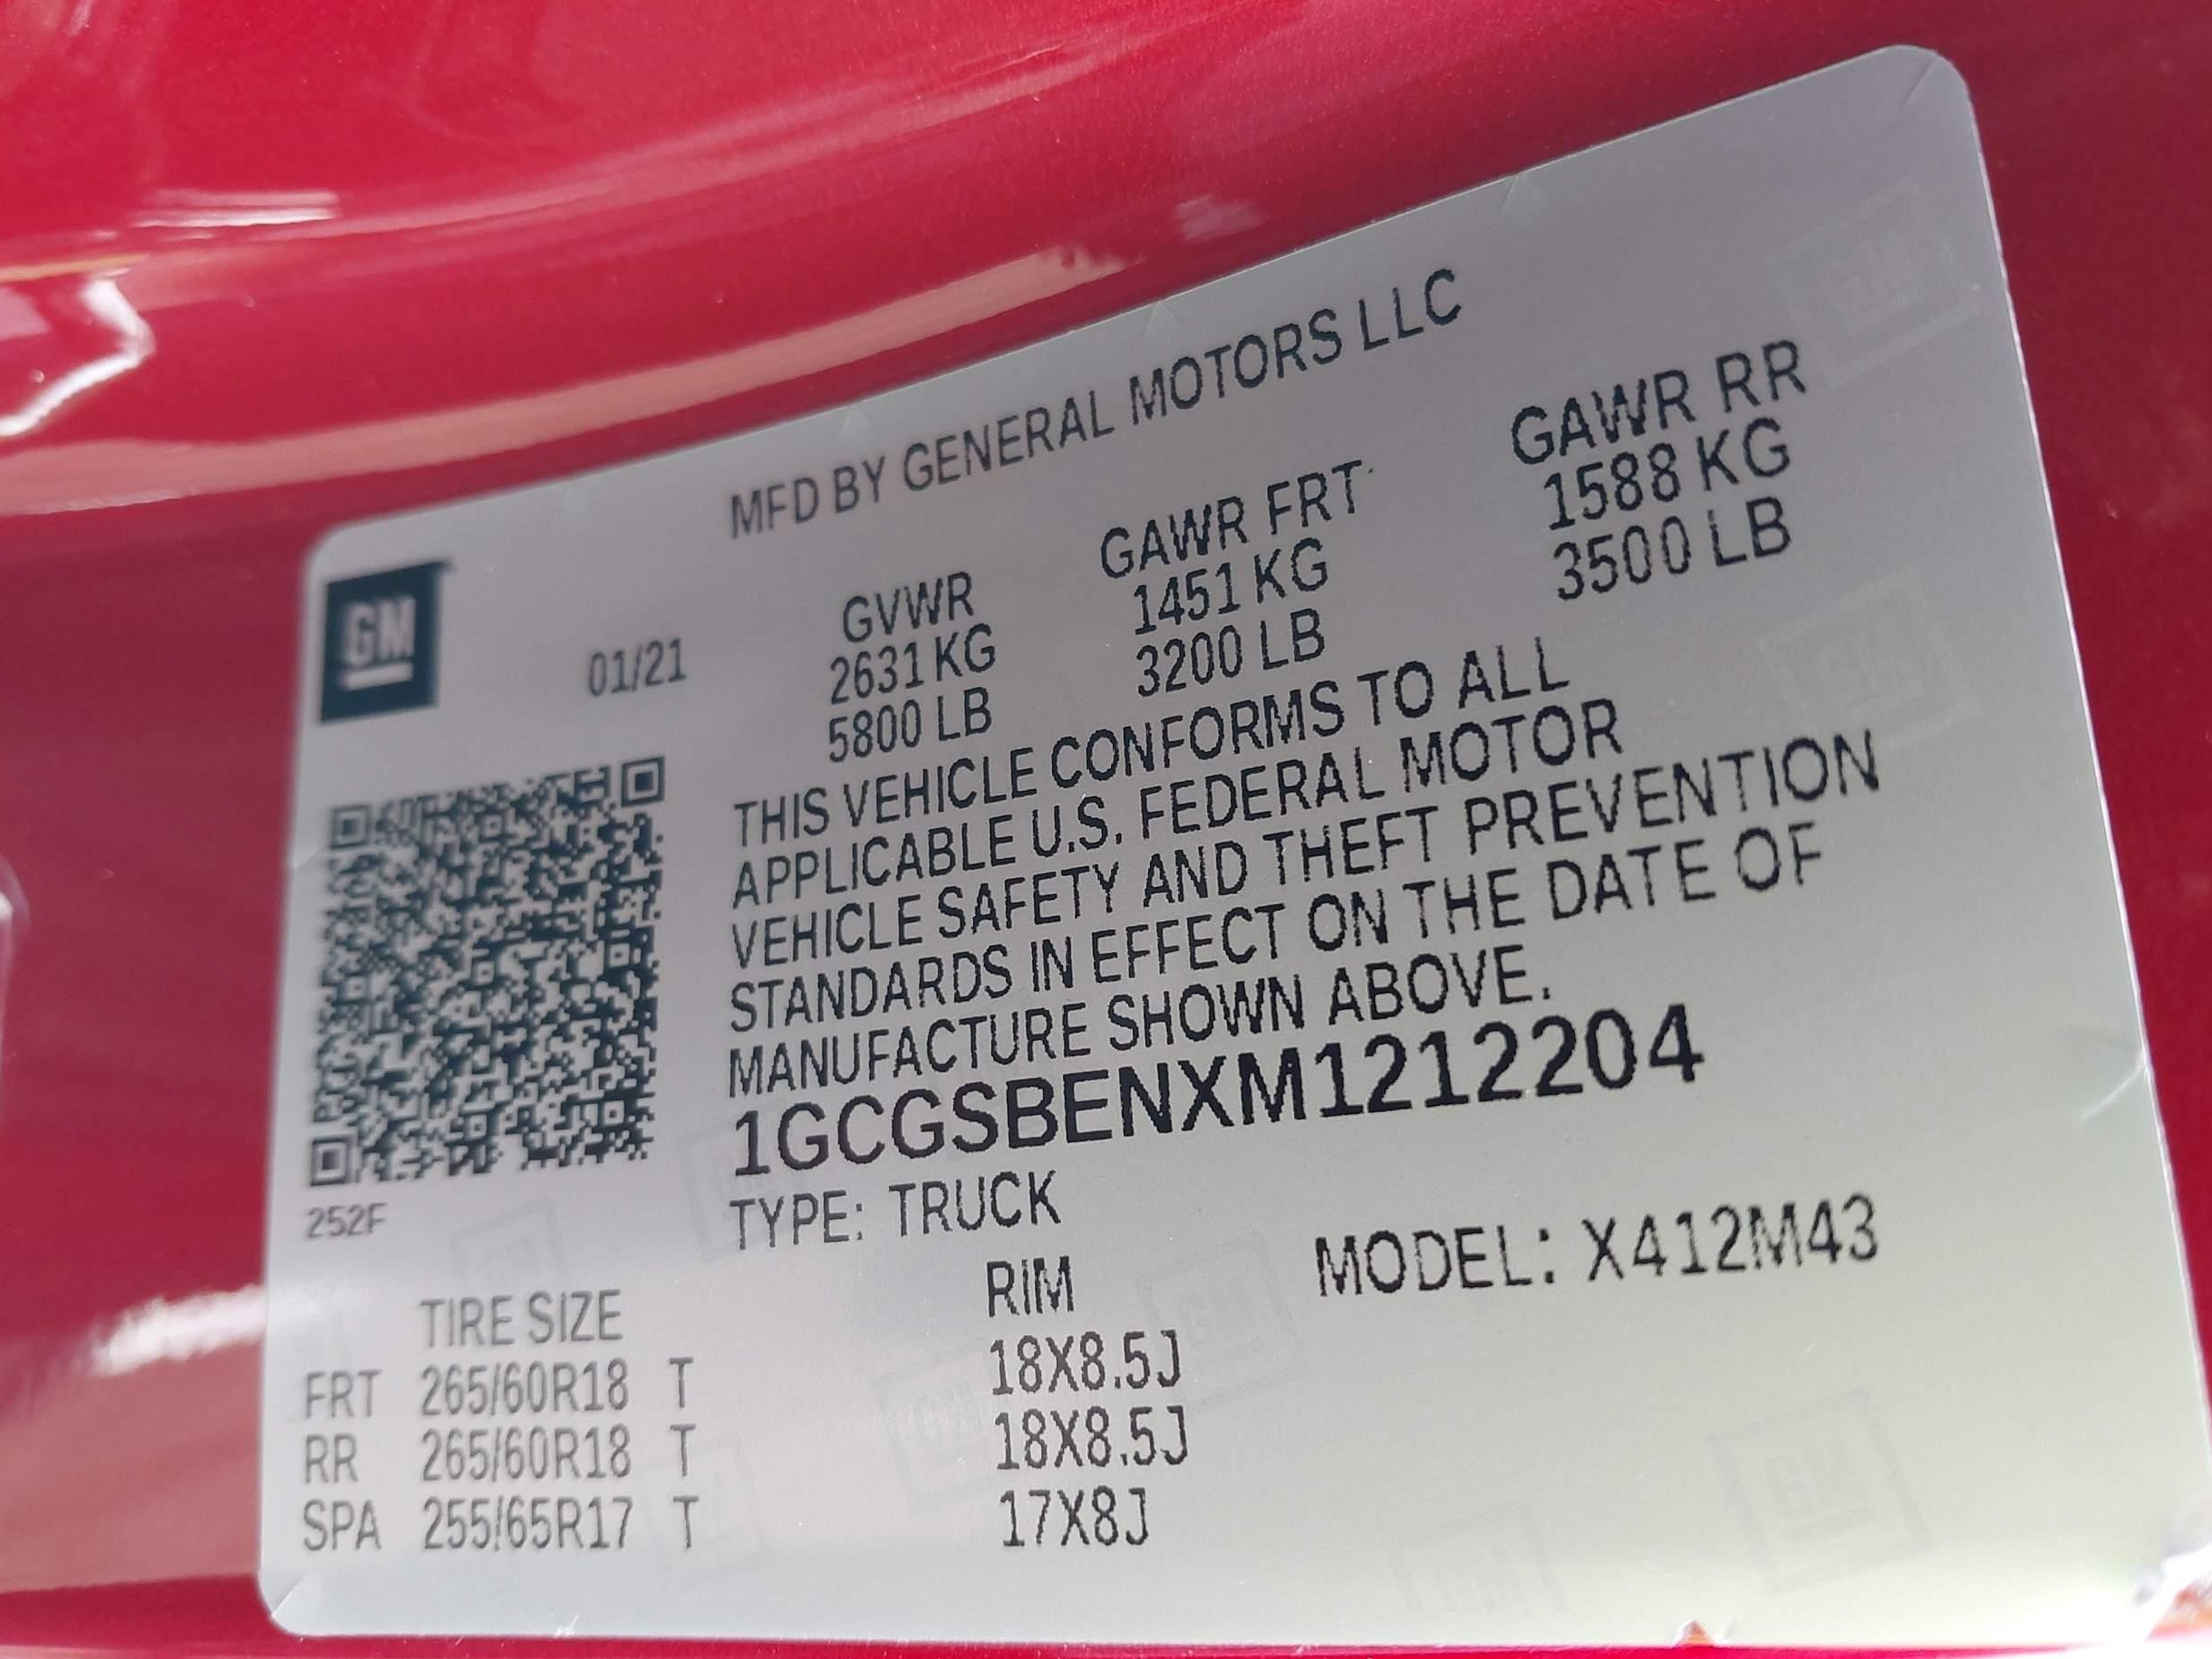 MFD BY GENERAL MOTORS LLC
GM
01/21
GVWR GAWR FRT GAWR RR
2631 KG 1451 KG 1588 KG
5800 LB 3200 LB 3500 LB
THIS VEHICLE CONFORMS TO ALL
APPLICABLE U.S. FEDERAL MOTOR
VEHICLE SAFETY AND THEFT PREVENTION
STANDARDS IN EFFECT ON THE DATE OF
MANUFACTURE SHOWN ABOVE.
1GCGSBENXM1212204
252F
TYPE: TRUCK
MODEL: X412M43
TIRE SIZE RIM
FRT 265/60R18 T 18X8.5J
RR 265/60R18 T 18X8.5J
SPA 255/65R17 T 17X8J